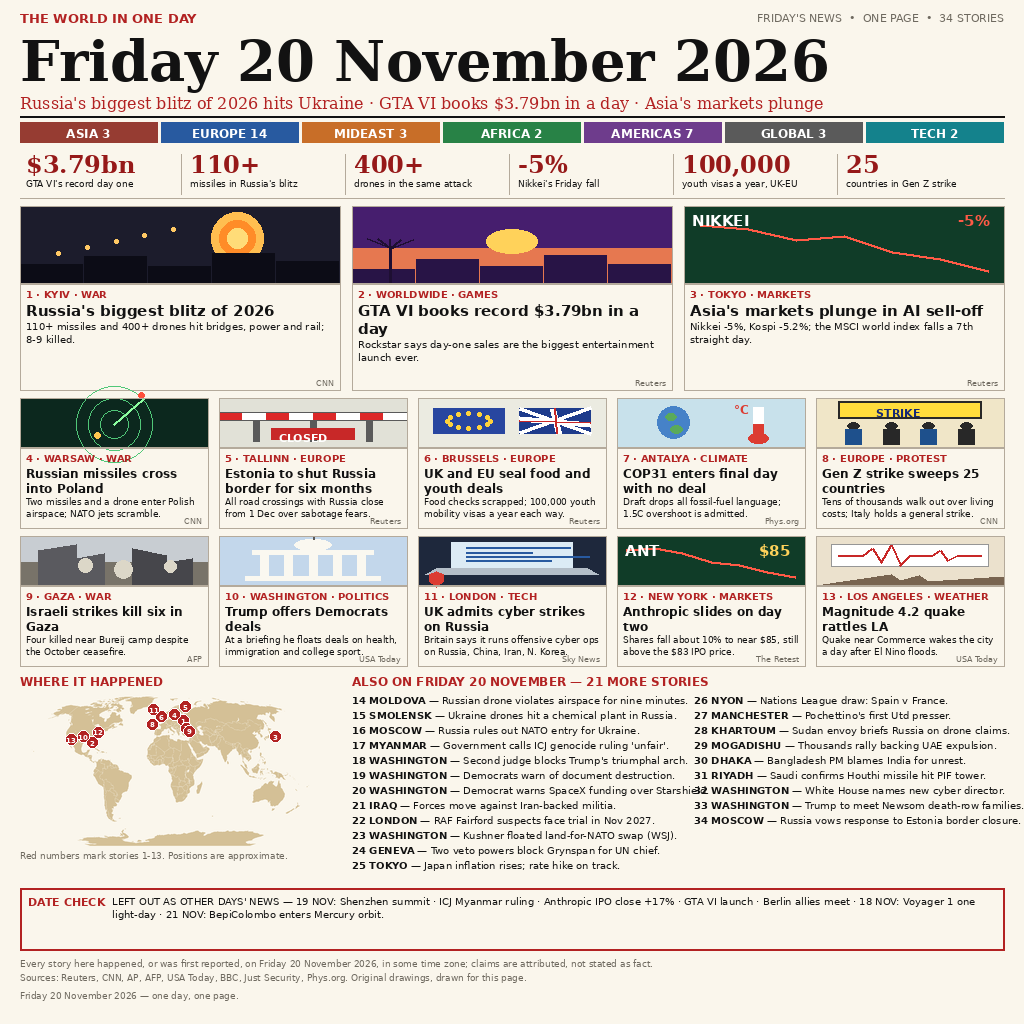 THE WORLD IN ONE DAY
FRIDAY'S NEWS • ONE PAGE • 34 STORIES
Friday 20 November 2026
Russia's biggest blitz of 2026 hits Ukraine · GTA VI books $3.79bn in a day · Asia's markets plunge
ASIA 3
EUROPE 14
MIDEAST 3
AFRICA 2
AMERICAS 7
GLOBAL 3
TECH 2
$3.79bn
GTA VI's record day one
110+
missiles in Russia's blitz
400+
drones in the same attack
-5%
Nikkei's Friday fall
100,000
youth visas a year, UK-EU
25
countries in Gen Z strike
1 · KYIV · WAR
Russia's biggest blitz of 2026
110+ missiles and 400+ drones hit bridges, power and rail;
8-9 killed.
CNN
2 · WORLDWIDE · GAMES
GTA VI books record $3.79bn in a
day
Rockstar says day-one sales are the biggest entertainment
launch ever.
Reuters
NIKKEI
-5%
3 · TOKYO · MARKETS
Asia's markets plunge in AI sell-off
Nikkei -5%, Kospi -5.2%; the MSCI world index falls a 7th
straight day.
Reuters
4 · WARSAW · WAR
Russian missiles cross
into Poland
Two missiles and a drone enter Polish
airspace; NATO jets scramble.
CNN
CLOSED
5 · TALLINN · EUROPE
Estonia to shut Russia
border for six months
All road crossings with Russia close
from 1 Dec over sabotage fears.
Reuters
6 · BRUSSELS · EUROPE
UK and EU seal food and
youth deals
Food checks scrapped; 100,000 youth
mobility visas a year each way.
Reuters
°C
7 · ANTALYA · CLIMATE
COP31 enters final day
with no deal
Draft drops all fossil-fuel language;
1.5C overshoot is admitted.
Phys.org
STRIKE
8 · EUROPE · PROTEST
Gen Z strike sweeps 25
countries
Tens of thousands walk out over living
costs; Italy holds a general strike.
CNN
9 · GAZA · WAR
Israeli strikes kill six in
Gaza
Four killed near Bureij camp despite
the October ceasefire.
AFP
10 · WASHINGTON · POLITICS
Trump offers Democrats
deals
At a briefing he floats deals on health,
immigration and college sport.
USA Today
11 · LONDON · TECH
UK admits cyber strikes
on Russia
Britain says it runs offensive cyber ops
on Russia, China, Iran, N. Korea.
Sky News
ANT
$85
12 · NEW YORK · MARKETS
Anthropic slides on day
two
Shares fall about 10% to near $85, still
above the $83 IPO price.
The Retest
13 · LOS ANGELES · WEATHER
Magnitude 4.2 quake
rattles LA
Quake near Commerce wakes the city
a day after El Nino floods.
USA Today
WHERE IT HAPPENED
11
5
6
4
8
9
12
13
10
2
3
Red numbers mark stories 1-13. Positions are approximate.
ALSO ON FRIDAY 20 NOVEMBER — 21 MORE STORIES
14 MOLDOVA — Russian drone violates airspace for nine minutes.
15 SMOLENSK — Ukraine drones hit a chemical plant in Russia.
16 MOSCOW — Russia rules out NATO entry for Ukraine.
17 MYANMAR — Government calls ICJ genocide ruling 'unfair'.
18 WASHINGTON — Second judge blocks Trump's triumphal arch.
19 WASHINGTON — Democrats warn of document destruction.
20 WASHINGTON — Democrat warns SpaceX funding over Starshield.
21 IRAQ — Forces move against Iran-backed militia.
22 LONDON — RAF Fairford suspects face trial in Nov 2027.
23 WASHINGTON — Kushner floated land-for-NATO swap (WSJ).
24 GENEVA — Two veto powers block Grynspan for UN chief.
25 TOKYO — Japan inflation rises; rate hike on track.
26 NYON — Nations League draw: Spain v France.
27 MANCHESTER — Pochettino's first Utd presser.
28 KHARTOUM — Sudan envoy briefs Russia on drone claims.
29 MOGADISHU — Thousands rally backing UAE expulsion.
30 DHAKA — Bangladesh PM blames India for unrest.
31 RIYADH — Saudi confirms Houthi missile hit PIF tower.
32 WASHINGTON — White House names new cyber director.
33 WASHINGTON — Trump to meet Newsom death-row families.
34 MOSCOW — Russia vows response to Estonia border closure.
DATE CHECK
LEFT OUT AS OTHER DAYS' NEWS — 19 NOV: Shenzhen summit · ICJ Myanmar ruling · Anthropic IPO close +17% · GTA VI launch · Berlin allies meet · 18 NOV: Voyager 1 one
light-day · 21 NOV: BepiColombo enters Mercury orbit.
Every story here happened, or was first reported, on Friday 20 November 2026, in some time zone; claims are attributed, not stated as fact.
Sources: Reuters, CNN, AP, AFP, USA Today, BBC, Just Security, Phys.org. Original drawings, drawn for this page.
Friday 20 November 2026 — one day, one page.